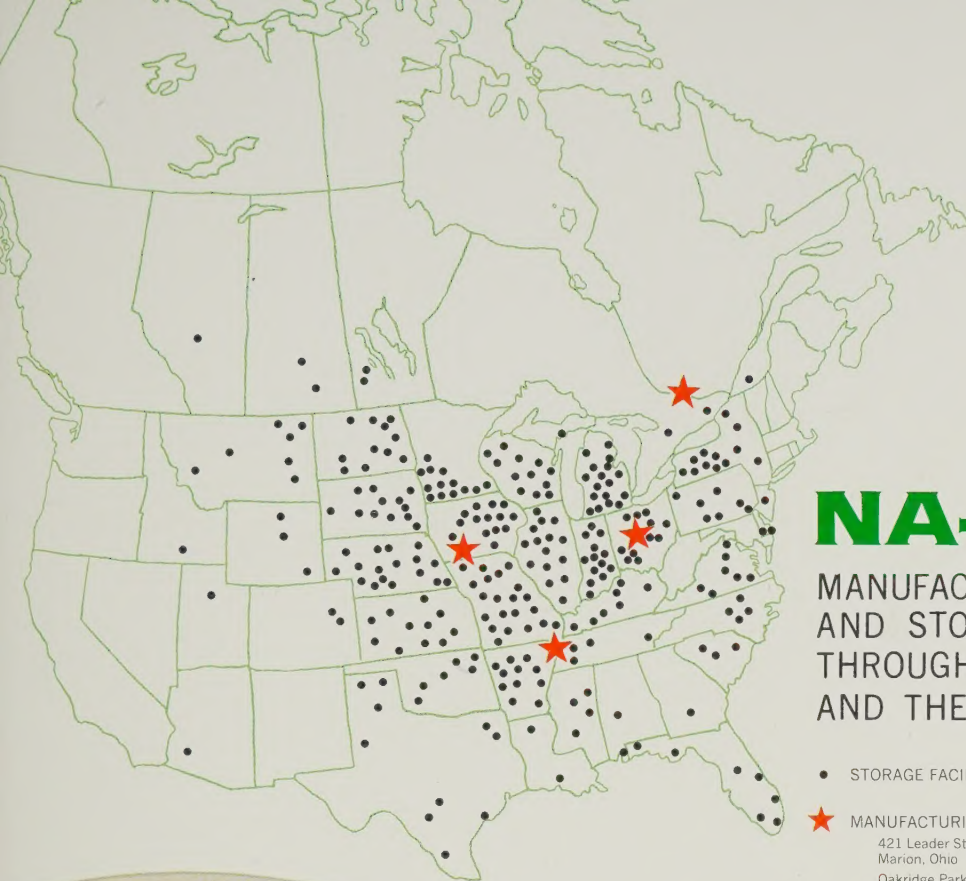 NA-
MANUFAC
AND STO
THROUGH
AND THE
STORAGE FACI
MANUFACTURI
421 Leader St
Marion, Ohio
Oakridge Park